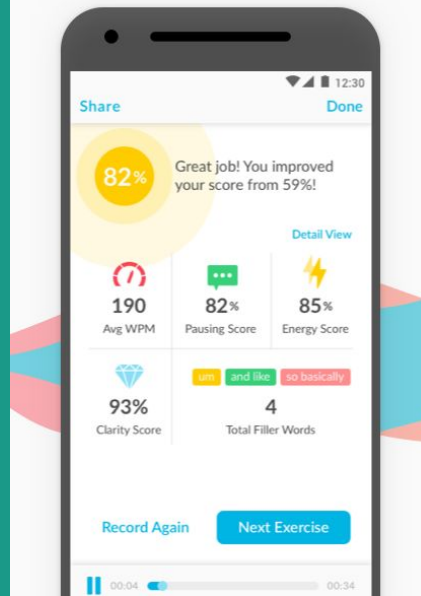 12:30
Share
Done
82%
Great job! You improved
your score from 59%!
Detail View
190
Avg WPM
82%
Pausing Score
85%
Energy Score
93%
Clarity Score
um
and like
so basically
4
Total Filler Words
Record Again
Next Exercise
00:04
00:34